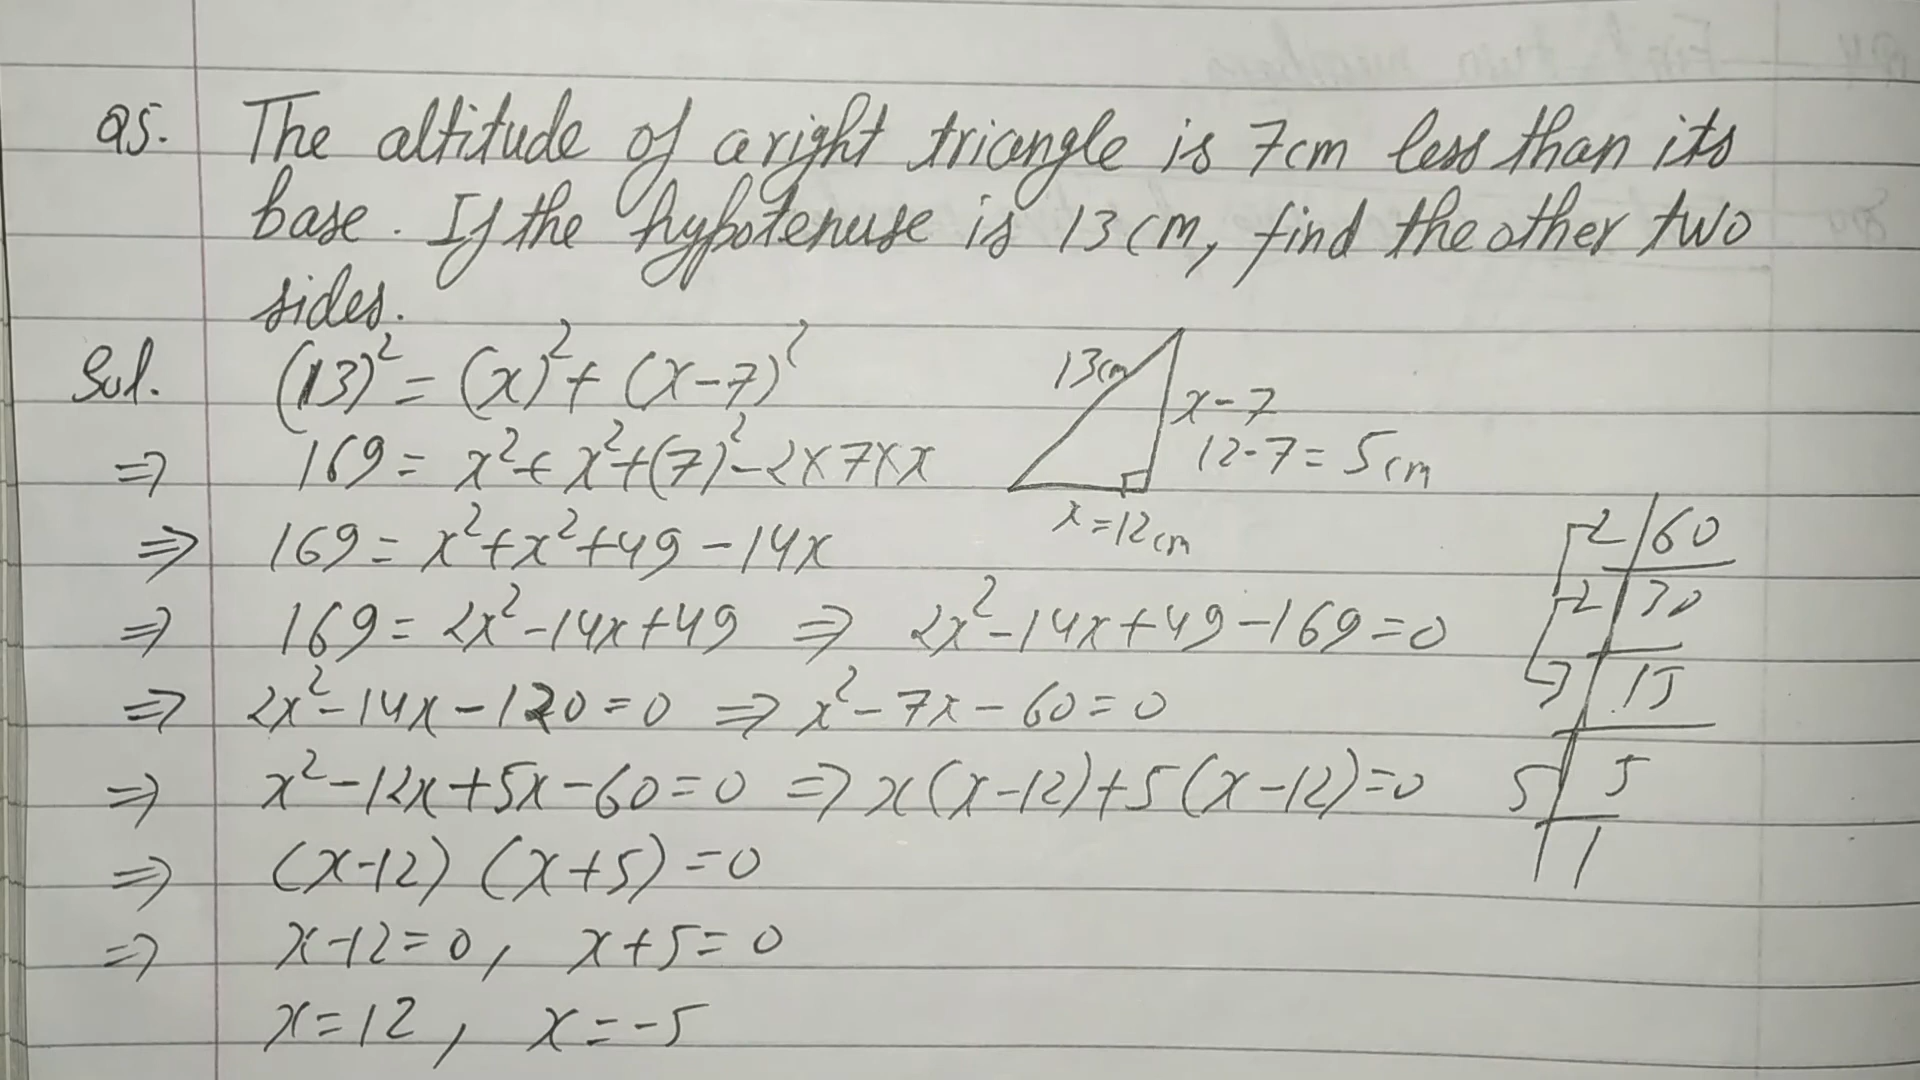 Q5. The altitude of a right triangle is 7cm less than its
base. If the hypotenuse is 13cm, find the other two
sides.
Sol. (13)² = (x)² + (x-7)²
⇒ 169 = x² + x² + (7)² - 2×7×x
⇒ 169 = x² + x² + 49 - 14x
⇒ 169 = 2x² - 14x + 49 ⇒ 2x² - 14x + 49 - 169 = 0
⇒ 2x² - 14x - 120 = 0 ⇒ x² - 7x - 60 = 0
⇒ x² - 12x + 5x - 60 = 0 ⇒ x(x-12) + 5(x-12) = 0
⇒ (x-12) (x+5) = 0
⇒ x-12 = 0, x+5 = 0
x = 12, x = -5
13cm
x-7
12-7 = 5cm
x = 12cm
2 | 60
2 | 30
3 | 15
5 | 5
1